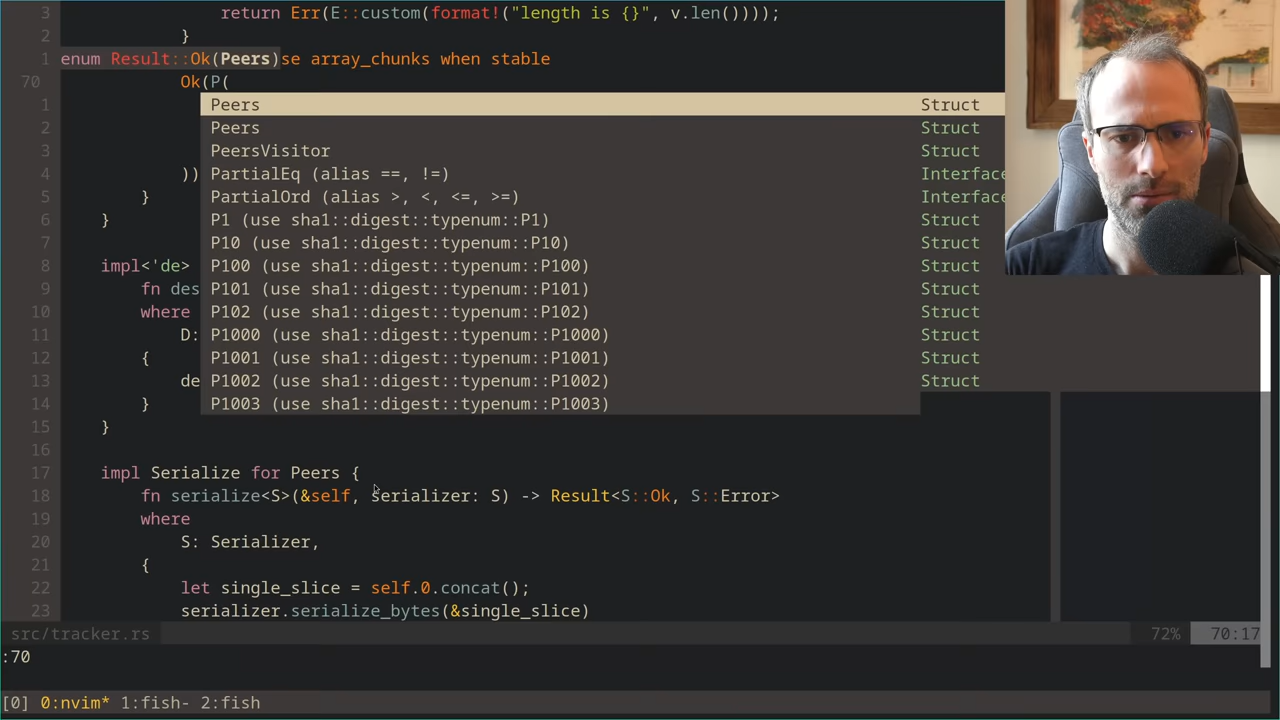 3 return Err(E::custom(format!("length is {}", v.len())));
2 }
1 enum Result::Ok(Peers)se array_chunks when stable
70 Ok(P(
1 Peers Struct
2 Peers Struct
3 PeersVisitor Struct
4 )) PartialEq (alias ==, !=) Interface
5 } PartialOrd (alias >, <, <=, >=) Interface
6 } P1 (use sha1::digest::typenum::P1) Struct
7 P10 (use sha1::digest::typenum::P10) Struct
8 impl<'de> P100 (use sha1::digest::typenum::P100) Struct
9 fn des P101 (use sha1::digest::typenum::P101) Struct
10 where P102 (use sha1::digest::typenum::P102) Struct
11 D: P1000 (use sha1::digest::typenum::P1000) Struct
12 { P1001 (use sha1::digest::typenum::P1001) Struct
13 de P1002 (use sha1::digest::typenum::P1002) Struct
14 } P1003 (use sha1::digest::typenum::P1003)
15 }
16
17 impl Serialize for Peers {
18 fn serialize<S>(&self, serializer: S) -> Result<S::Ok, S::Error>
19 where
20 S: Serializer,
21 {
22 let single_slice = self.0.concat();
23 serializer.serialize_bytes(&single_slice)
src/tracker.rs 72% 70:17
:70
[0] 0:nvim* 1:fish- 2:fish